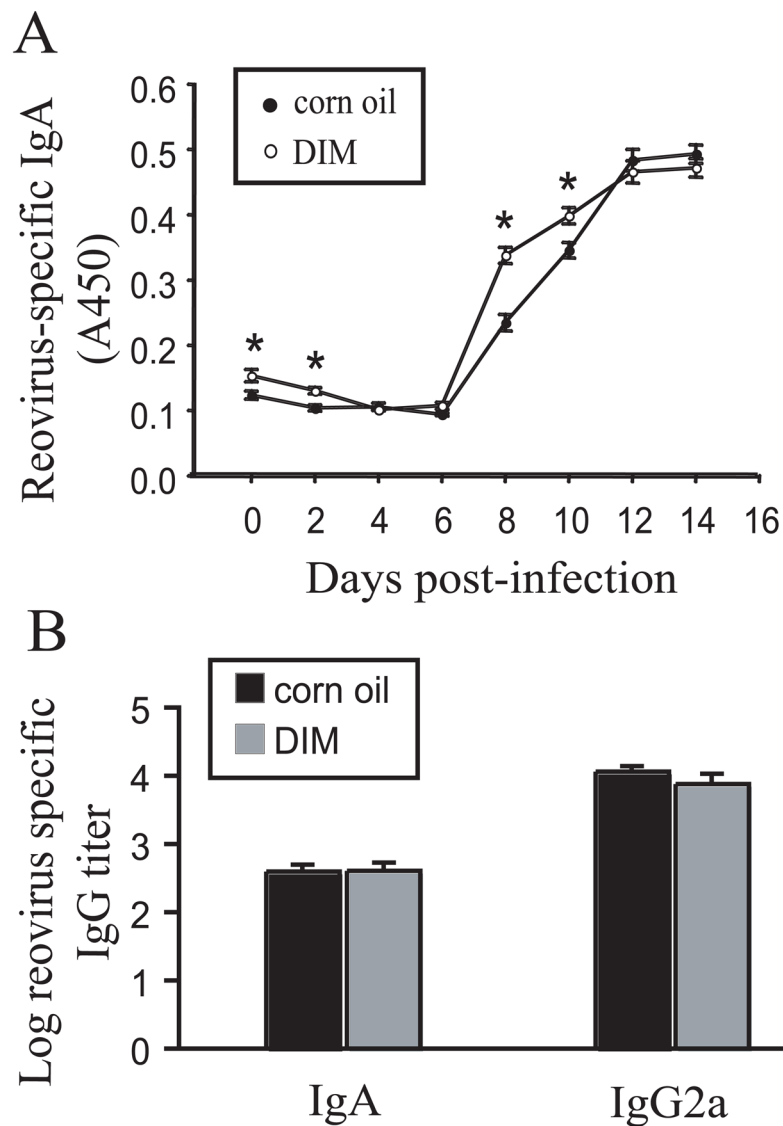 A
Reovirus-specific IgA
(A450)
0.6
0.5
0.4
0.3
0.2
0.1
0.0
corn oil
DIM
*
*
*
*
0 2 4 6 8 10 12 14 16
Days post-infection
B
Log reovirus specific
IgG titer
5
4
3
2
1
0
corn oil
DIM
IgA IgG2a